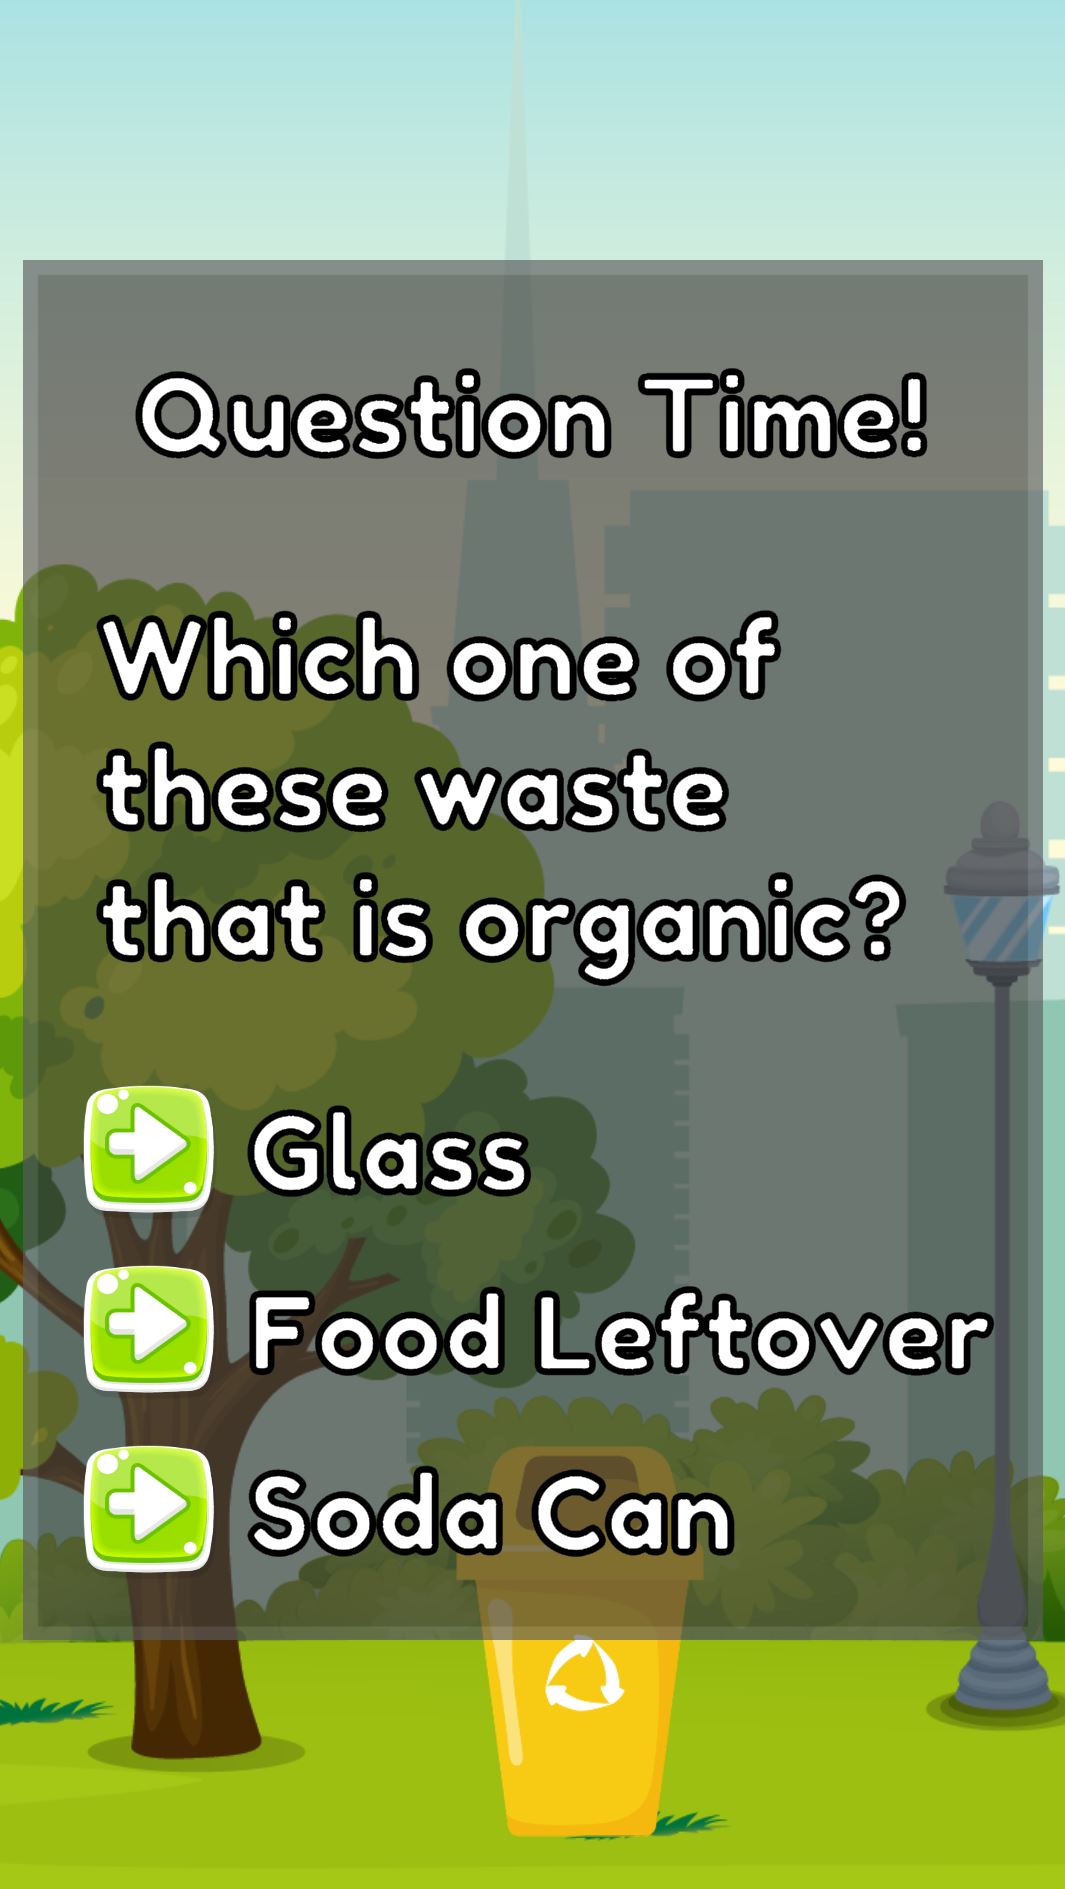 Question Time!
Which one of
these waste
that is organic?
Glass
Food Leftover
Soda Can